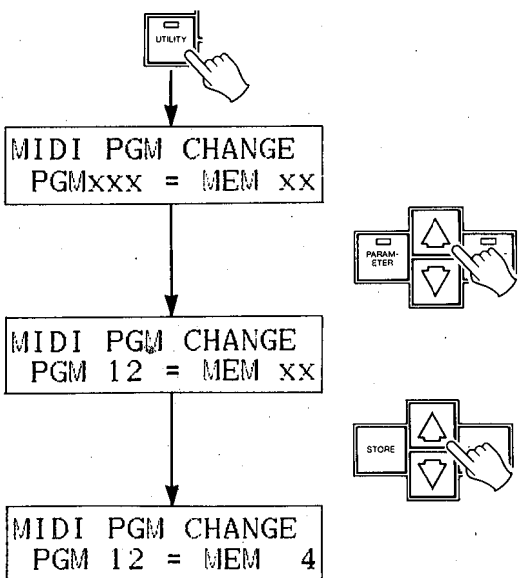 UTILITY
MIDI PGM CHANGE
PGMxxx = MEM xx
PARAM-
ETER
MIDI PGM CHANGE
PGM 12 = MEM xx
STORE
MIDI PGM CHANGE
PGM 12 = MEM 4